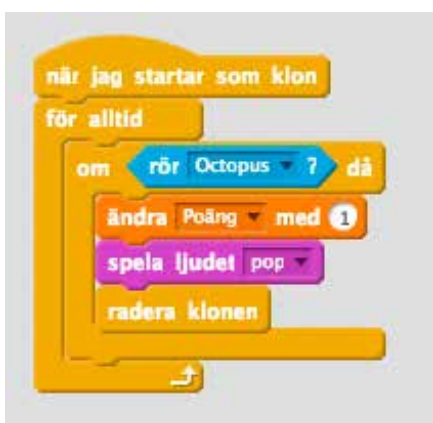 när jag startar som klon
för alltid
om rör Octopus ? då
ändra Poäng med 1
spela ljudet pop
radera klonen